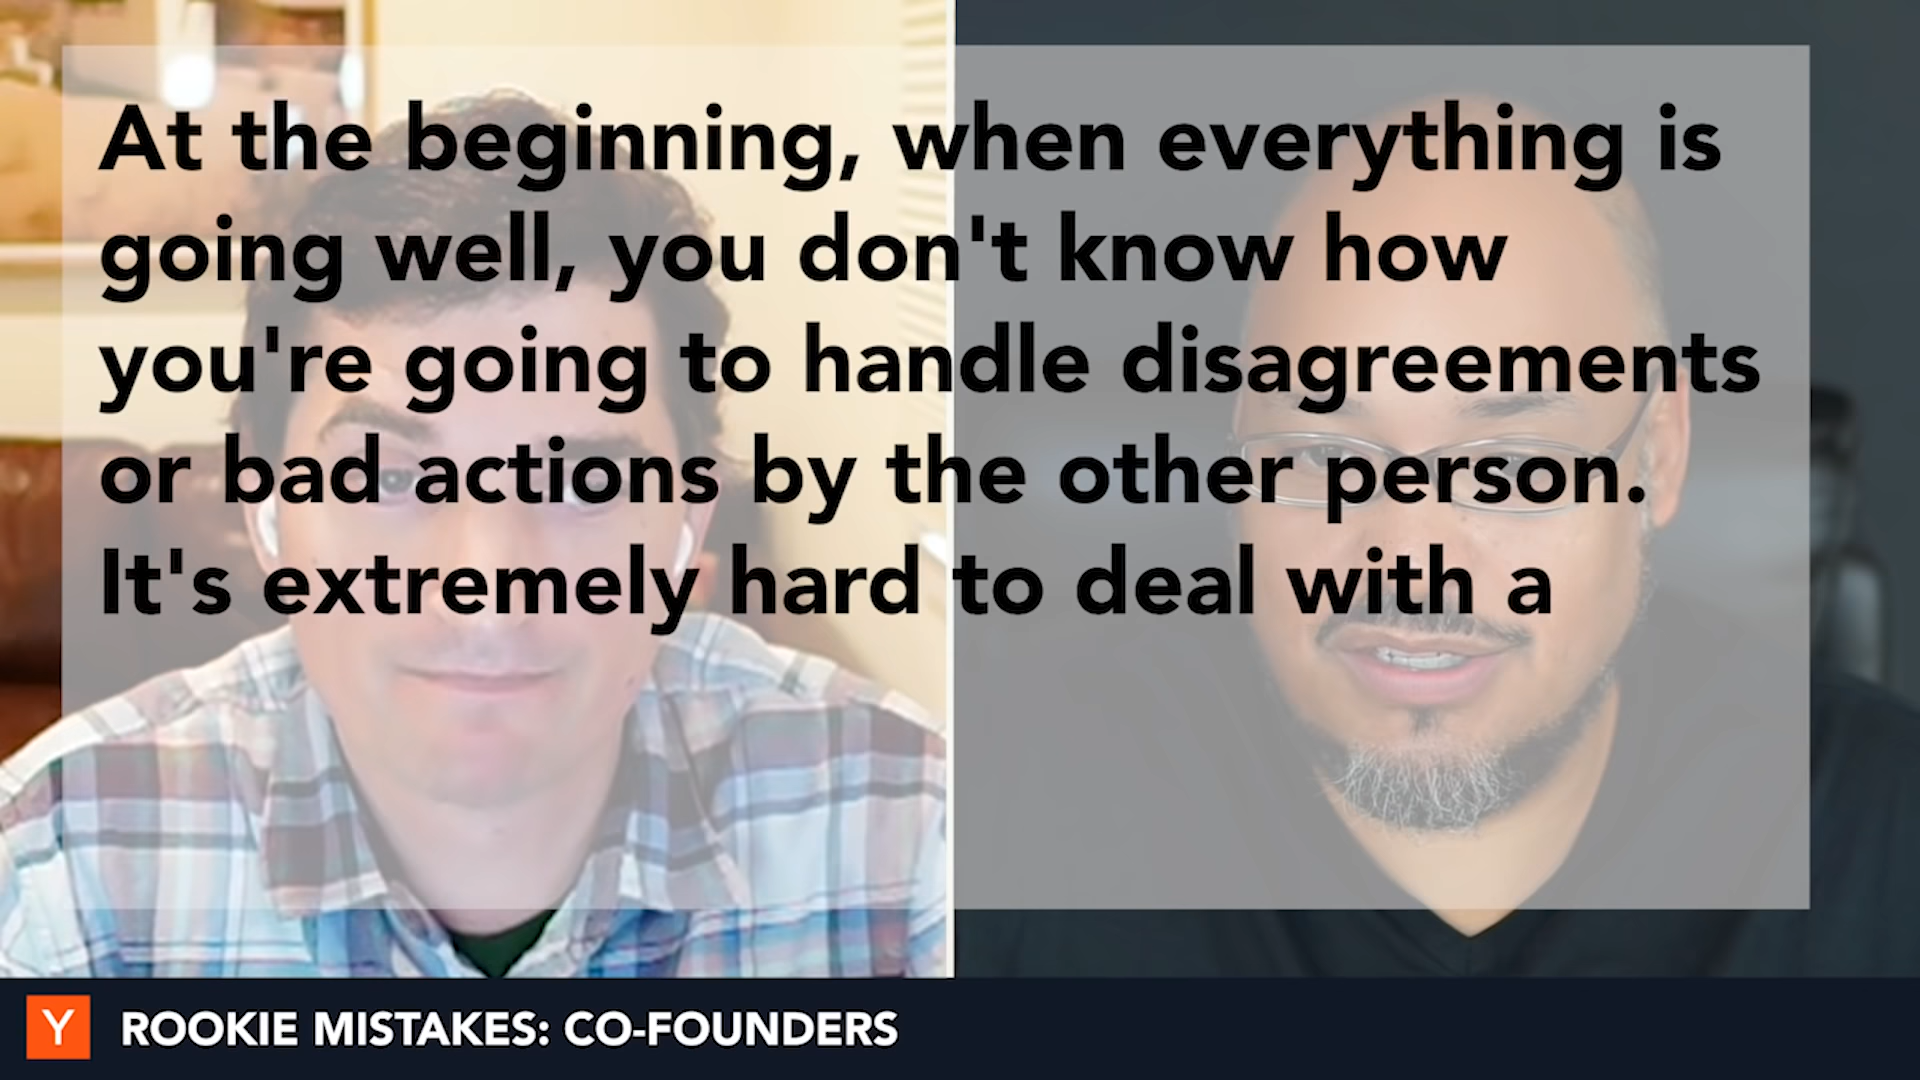 At the beginning, when everything is
going well, you don't know how
you're going to handle disagreements
or bad actions by the other person.
It's extremely hard to deal with a
Y ROOKIE MISTAKES: CO-FOUNDERS